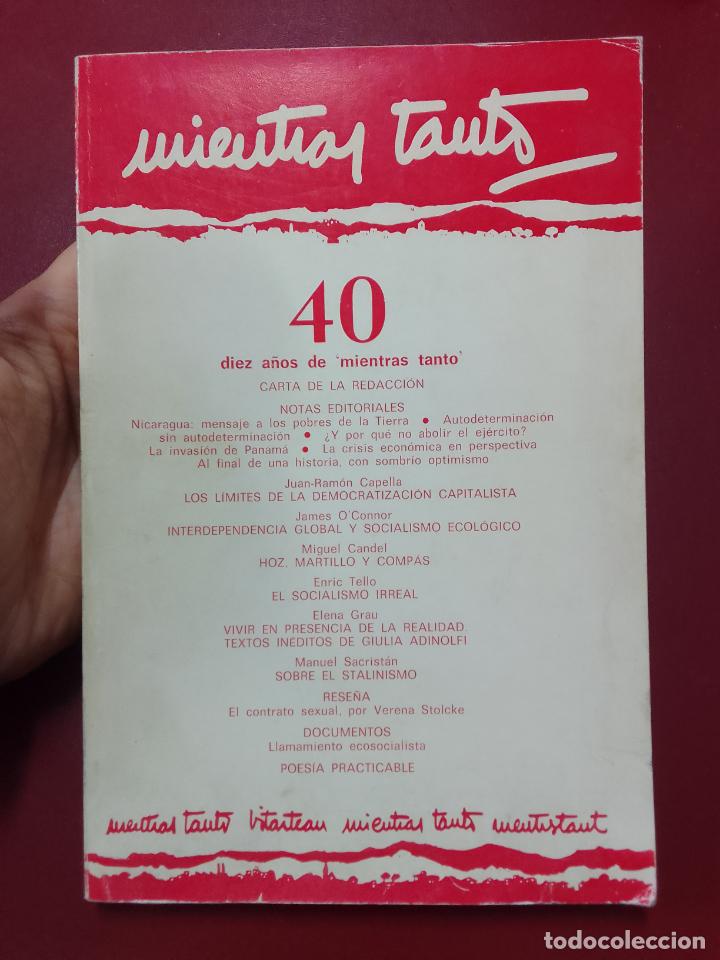 mientras tanto
40
diez años de 'mientras tanto'
CARTA DE LA REDACCIÓN
NOTAS EDITORIALES
Nicaragua: mensaje a los pobres de la Tierra • Autodeterminación
sin autodeterminación • ¿Y por qué no abolir el ejército?
La invasión de Panamá • La crisis económica en perspectiva
Al final de una historia, con sombrío optimismo
Juan-Ramón Capella
LOS LÍMITES DE LA DEMOCRATIZACIÓN CAPITALISTA
James O'Connor
INTERDEPENDENCIA GLOBAL Y SOCIALISMO ECOLÓGICO
Miguel Candel
HOZ, MARTILLO Y COMPÁS
Enric Tello
EL SOCIALISMO IRREAL
Elena Grau
VIVIR EN PRESENCIA DE LA REALIDAD.
TEXTOS INÉDITOS DE GIULIA ADINOLFI
Manuel Sacristán
SOBRE EL STALINISMO
RESEÑA
El contrato sexual, por Verena Stolcke
DOCUMENTOS
Llamamiento ecosocialista
POESÍA PRACTICABLE
mientras tanto bitartean mientras tanto mentrestant
todocoleccion